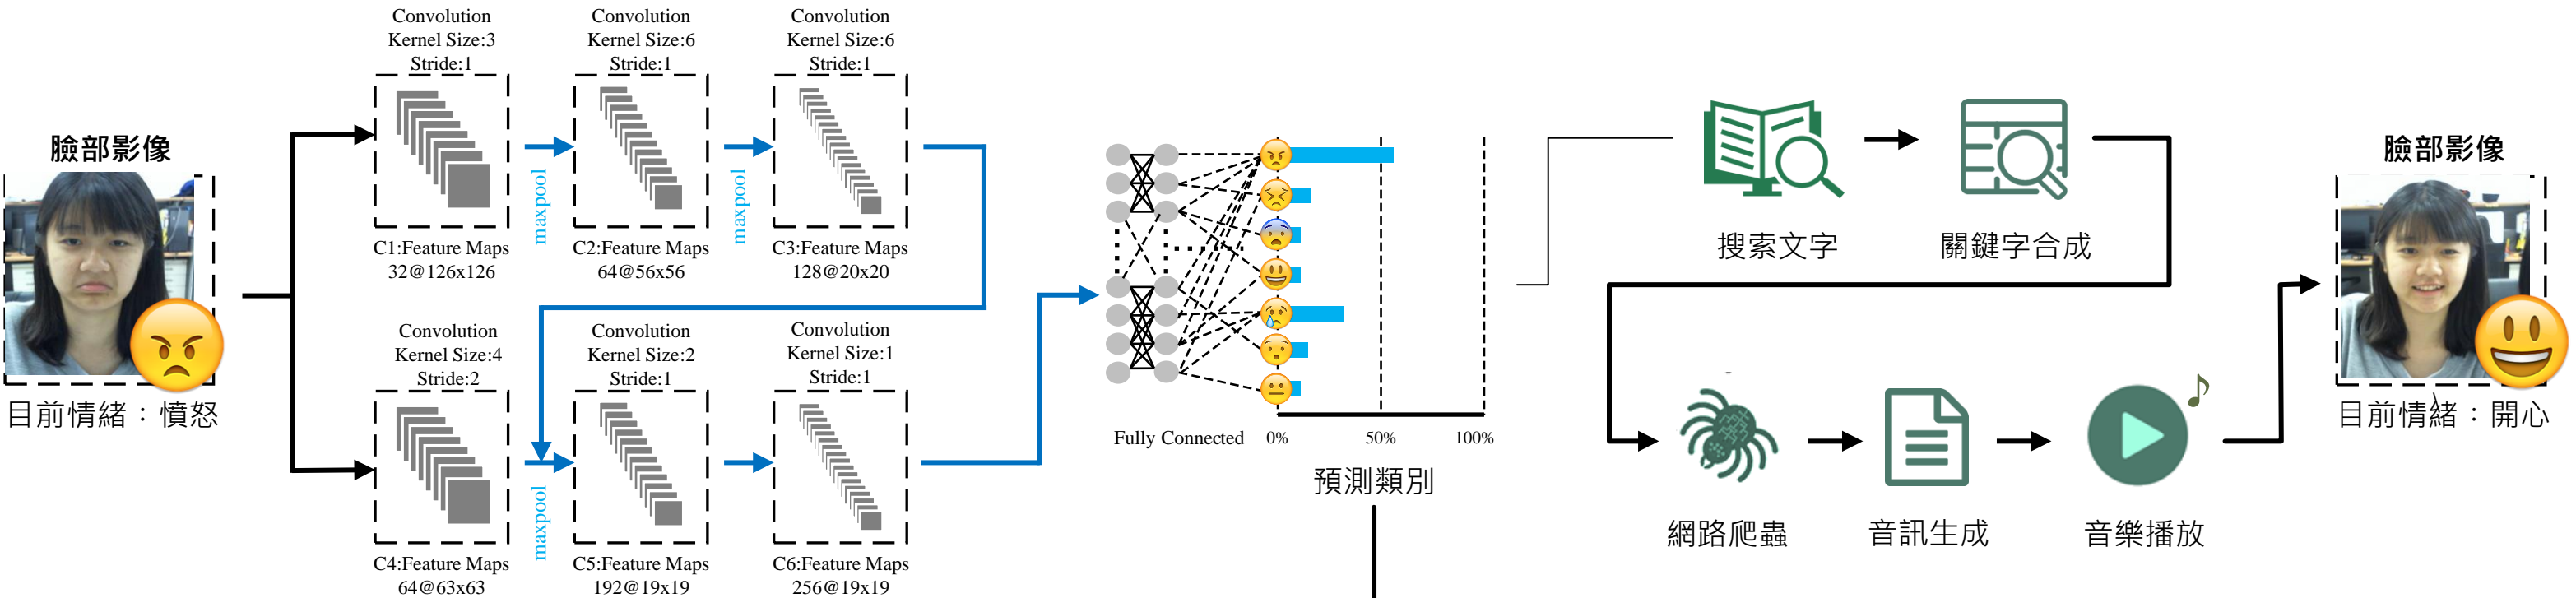 臉部影像
目前情緒：憤怒
Convolution
Kernel Size:3
Stride:1
C1:Feature Maps
32@126x126
maxpool
Convolution
Kernel Size:6
Stride:1
C2:Feature Maps
64@56x56
maxpool
Convolution
Kernel Size:6
Stride:1
C3:Feature Maps
128@20x20
Convolution
Kernel Size:4
Stride:2
C4:Feature Maps
64@63x63
maxpool
Convolution
Kernel Size:2
Stride:1
C5:Feature Maps
192@19x19
Convolution
Kernel Size:1
Stride:1
C6:Feature Maps
256@19x19
Fully Connected
0%
50%
100%
預測類別
搜索文字
關鍵字合成
網路爬蟲
音訊生成
音樂播放
臉部影像
目前情緒：開心